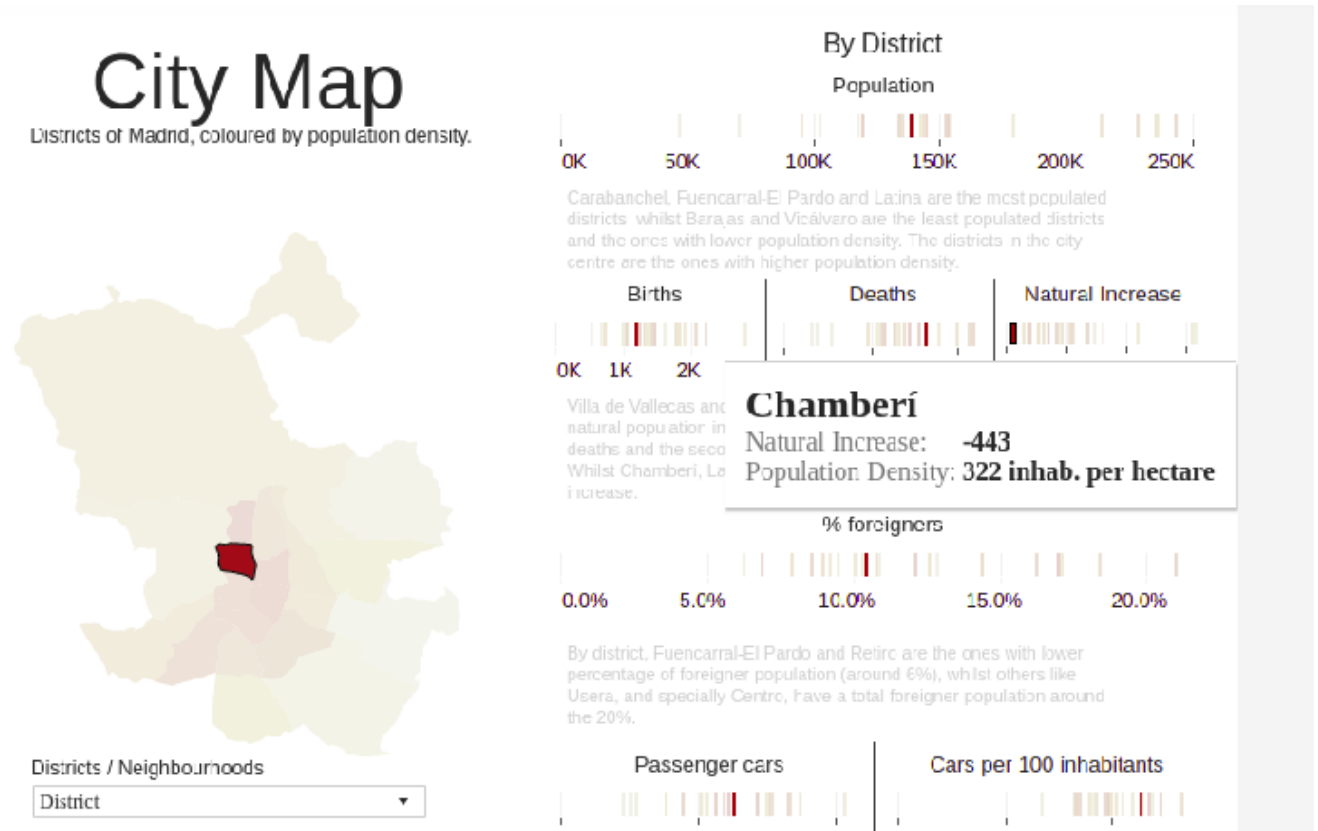 City Map
Districts of Madrid, coloured by population density.
By District
Population
0K 50K 100K 150K 200K 250K
Carabanchel, Fuencarral-El Pardo and Latina are the most populated
districts, whilst Barajas and Vicálvaro are the least populated districts
and the ones with lower population density. The districts in the city
centre are the ones with higher population density.
Births Deaths Natural Increase
0K 1K 2K
Villa de Vallecas and
natural population in
deaths and the seco
Whilst Chamberí, La
increase.
Chamberí
Natural Increase: -443
Population Density: 322 inhab. per hectare
% foreigners
0.0% 5.0% 10.0% 15.0% 20.0%
By district, Fuencarral-El Pardo and Retiro are the ones with lower
percentage of foreigner population (around 6%), whilst others like
Usera, and specially Centro, have a total foreigner population around
the 20%.
Districts / Neighbourhoods
District
Passenger cars Cars per 100 inhabitants